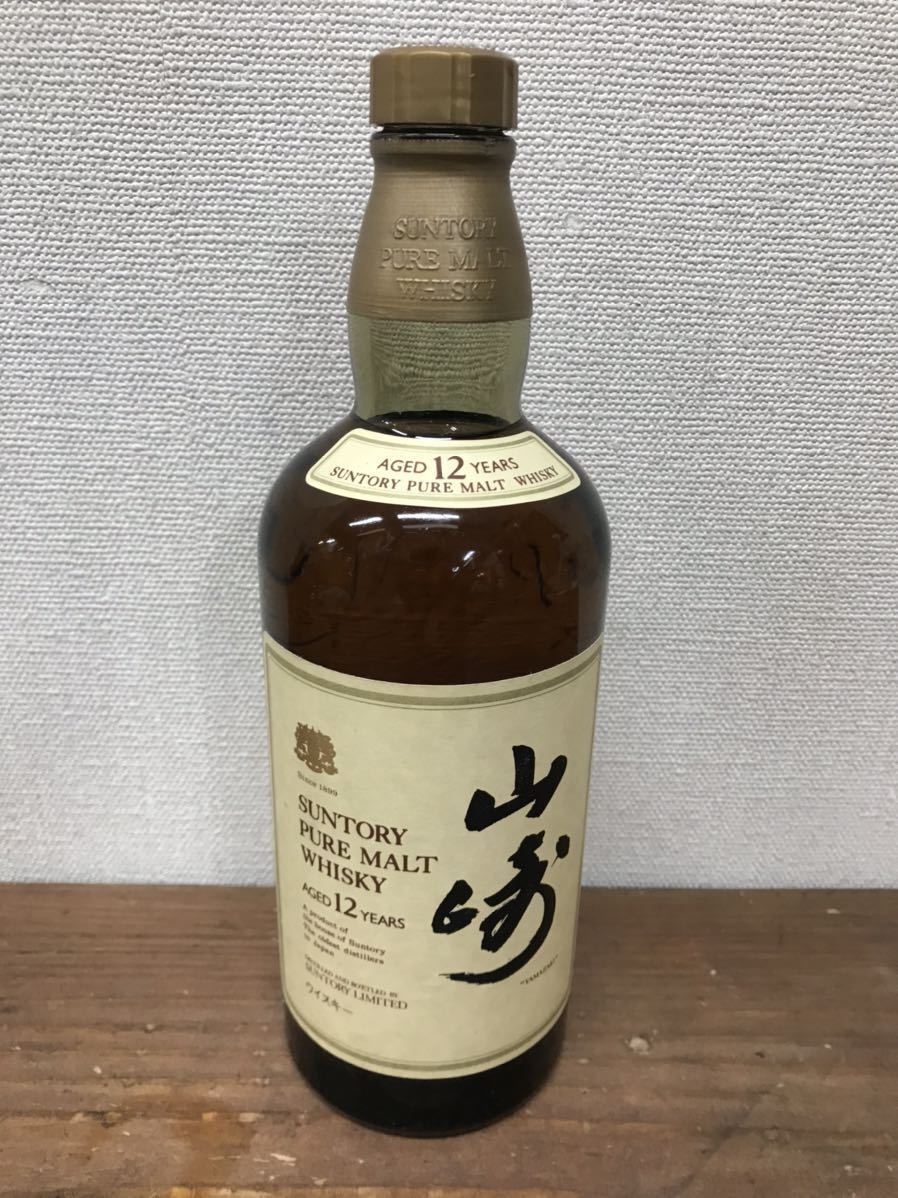 SUNTORY
PURE MALT
WHISKY
AGED 12 YEARS
SUNTORY PURE MALT WHISKY
Since 1899
SUNTORY
PURE MALT
WHISKY
AGED 12 YEARS
A product of
the house of Suntory
The oldest distillers
in Japan
DISTILLED AND BOTTLED BY
SUNTORY LIMITED
ウイスキー
山崎
"YAMAZAKI"